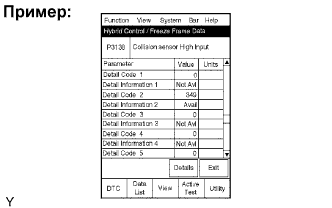 Пример:
Function View System Bar Help
Hybrid Control / Freeze Frame Data
P3138 Collision sensor High Input
Parameter Value Units
Detail Code 1 0
Detail Information 1 Not Avl
Detail Code 2 349
Detail Information 2 Avail
Detail Code 3 0
Detail Information 3 Not Avl
Detail Code 4 0
Detail Information 4 Not Avl
Detail Code 5 0
Details Exit
DTC Data List View Active Test Utility
Y